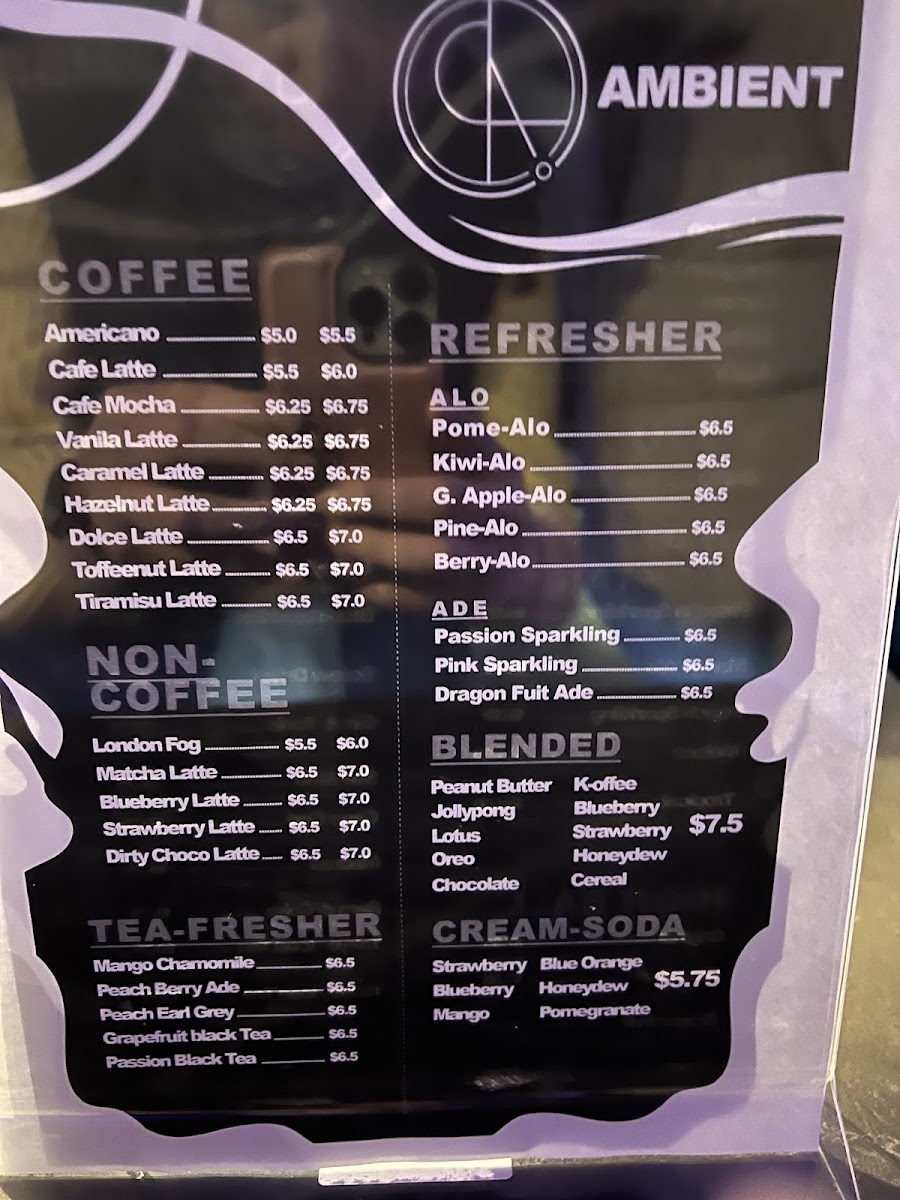 AMBIENT
COFFEE
Americano $5.0 $5.5
Cafe Latte $5.5 $6.0
Cafe Mocha $6.25 $6.75
Vanila Latte $6.25 $6.75
Caramel Latte $6.25 $6.75
Hazelnut Latte $6.25 $6.75
Dolce Latte $6.5 $7.0
Toffeenut Latte $6.5 $7.0
Tiramisu Latte $6.5 $7.0
NON-
COFFEE
London Fog $5.5 $6.0
Matcha Latte $6.5 $7.0
Blueberry Latte $6.5 $7.0
Strawberry Latte $6.5 $7.0
Dirty Choco Latte $6.5 $7.0
TEA-FRESHER
Mango Chamomile $6.5
Peach Berry Ade $6.5
Peach Earl Grey $6.5
Grapefruit black Tea $6.5
Passion Black Tea $6.5
REFRESHER
ALO
Pome-Alo $6.5
Kiwi-Alo $6.5
G. Apple-Alo $6.5
Pine-Alo $6.5
Berry-Alo $6.5
ADE
Passion Sparkling $6.5
Pink Sparkling $6.5
Dragon Fuit Ade $6.5
BLENDED
Peanut Butter K-offee
Jollypong Blueberry
Lotus Strawberry $7.5
Oreo Honeydew
Chocolate Cereal
CREAM-SODA
Strawberry Blue Orange
Blueberry Honeydew $5.75
Mango Pomegranate